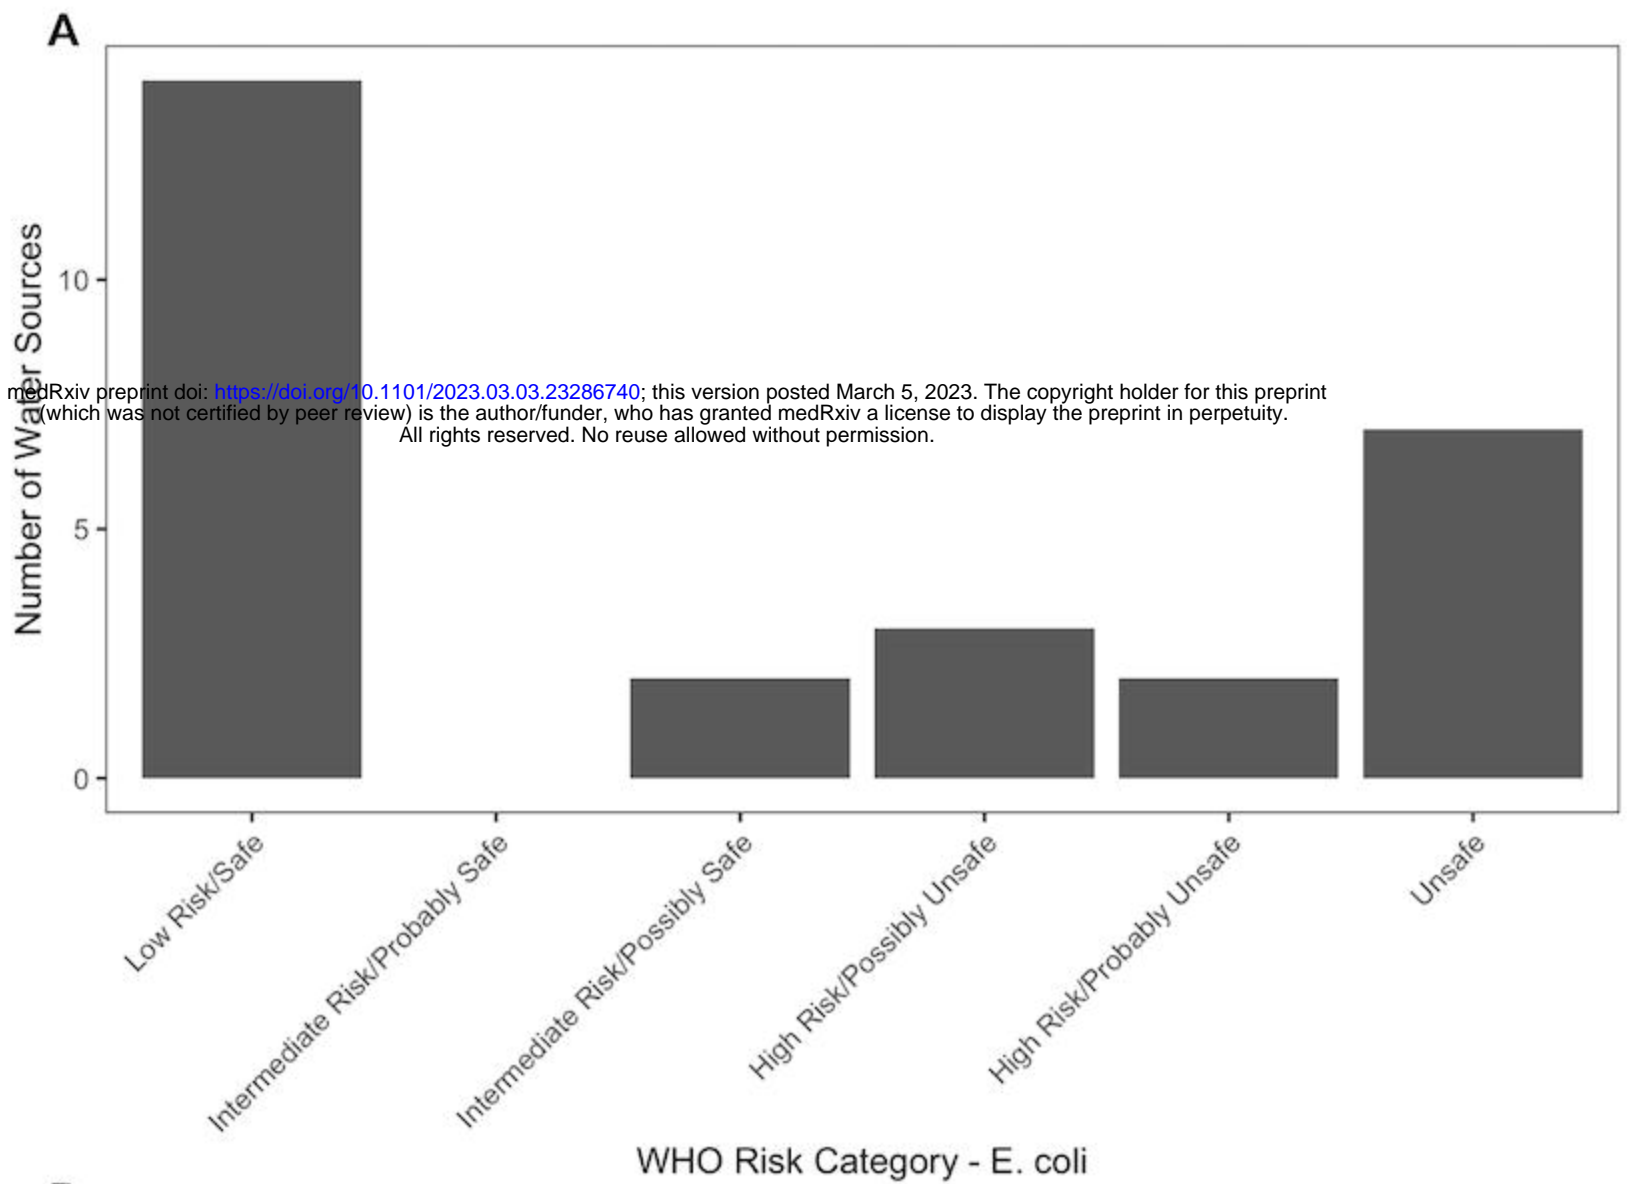 A
Number of Water Sources
10
5
0
medRxiv preprint doi: https://doi.org/10.1101/2023.03.03.23286740; this version posted March 5, 2023. The copyright holder for this preprint
(which was not certified by peer review) is the author/funder, who has granted medRxiv a license to display the preprint in perpetuity.
All rights reserved. No reuse allowed without permission.
Low Risk/Safe
Intermediate Risk/Probably Safe
Intermediate Risk/Possibly Safe
High Risk/Possibly Unsafe
High Risk/Probably Unsafe
Unsafe
WHO Risk Category - E. coli